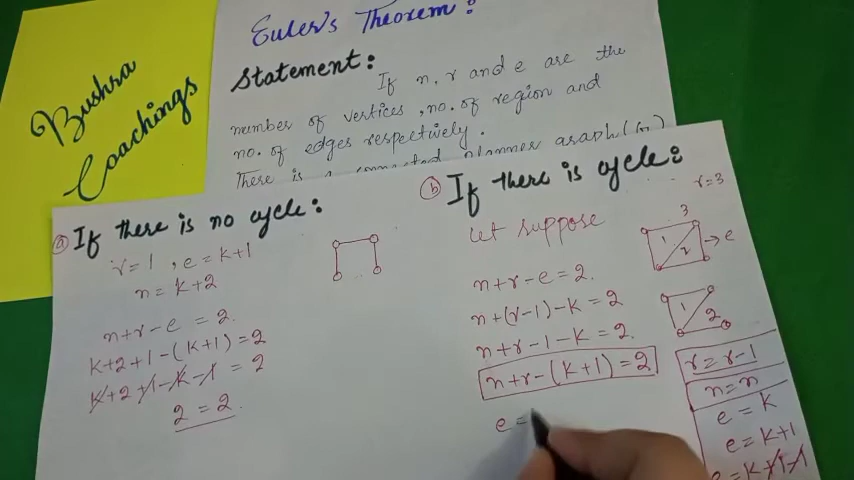 Bushra
Coachings
Euler's Theorem:
Statement:
If n, r and e are the
number of vertices, no. of region and
no. of edges respectively.
There is a connected planner graph (G)
(a) If there is no cycle:
r=1, e=k+1
n=k+2
n+r-e=2.
k+2+1-(k+1)=2
k+2+1-k-1=2
2=2.
(b) If there is cycle:
let suppose
n+r-e=2.
n+(r-1)-k=2
n+r-1-k=2.
n+r-(k+1)=2
e=
r=3
3
1
2
→e
1
2
r=r-1
n=n
e=k
e=k+1
e=k+1-1